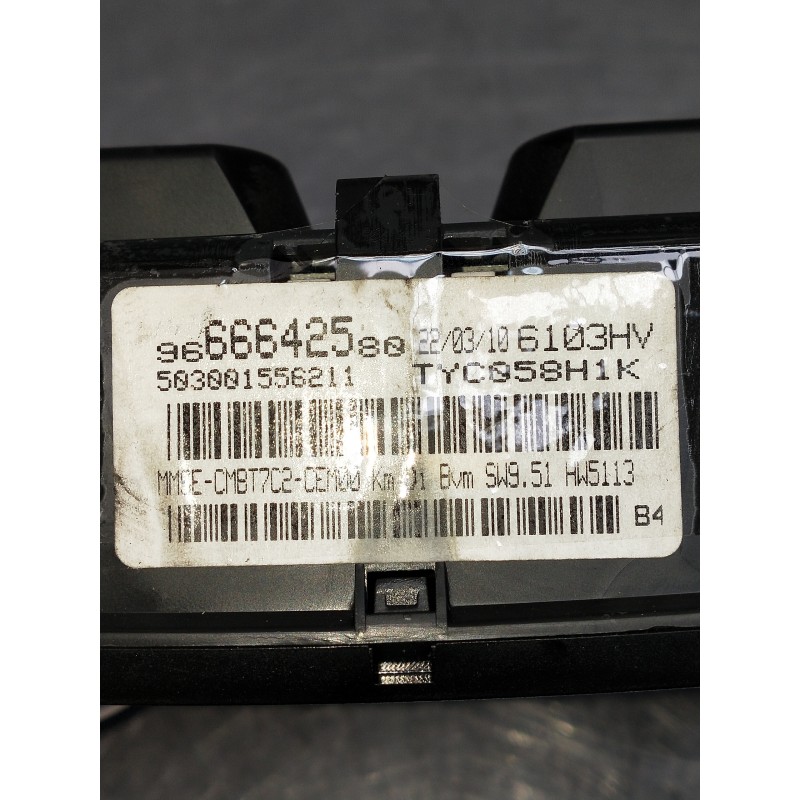 9666642580 22/03/10 6103HV
503001556211 TYC058H1K
Km Bvm SW9.51 HW5113
B4